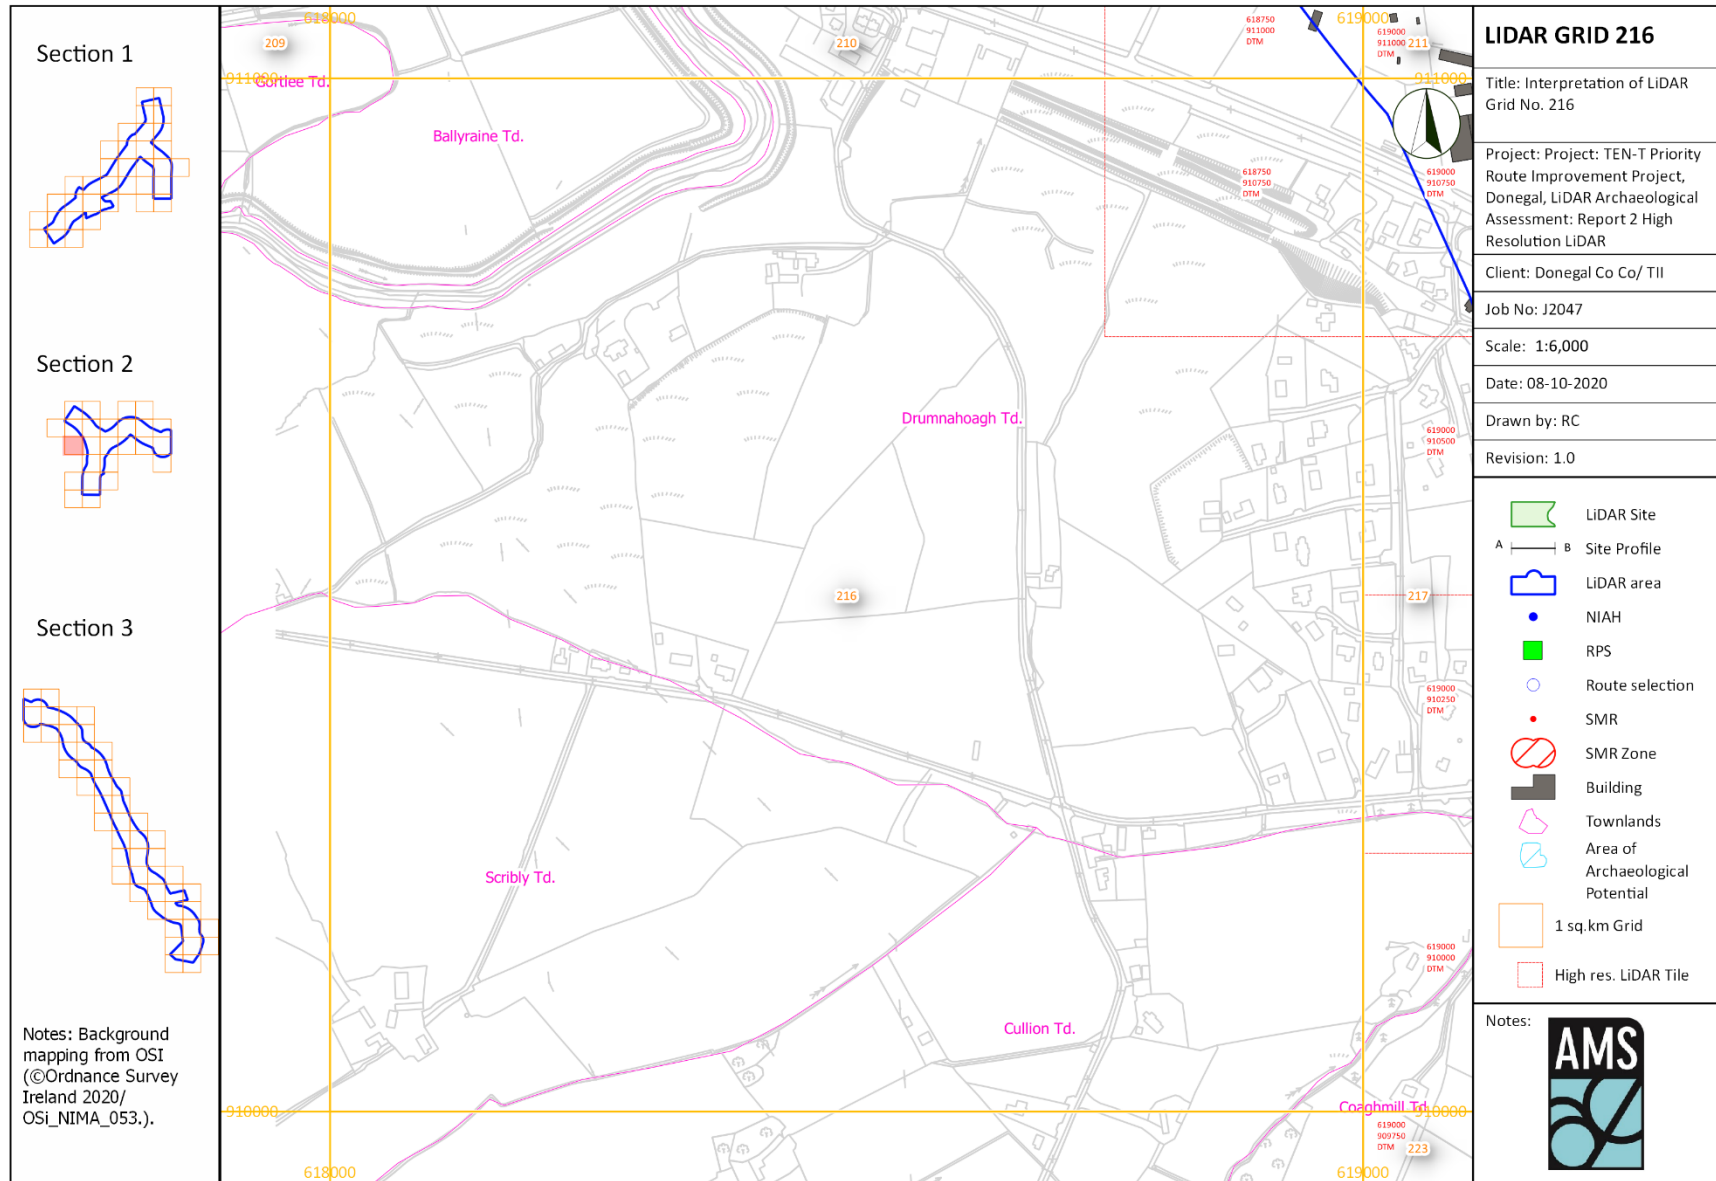 Section 1
Section 2
Section 3
Notes: Background
mapping from OSI
(©Ordnance Survey
Ireland 2020/
OSi_NIMA_053.).
618000
619000
209
210
211
618750
911000
DTM
619000
911000
DTM
911000
911000
Gortlee Td.
Ballyraine Td.
618750
910750
DTM
619000
910750
DTM
Drumnahoagh Td.
619000
910500
DTM
216
217
619000
910250
DTM
Scribly Td.
619000
910000
DTM
Cullion Td.
Coaghmill Td.
910000
910000
619000
909750
DTM
223
618000
619000
LIDAR GRID 216
Title: Interpretation of LiDAR
Grid No. 216
Project: Project: TEN-T Priority
Route Improvement Project,
Donegal, LiDAR Archaeological
Assessment: Report 2 High
Resolution LiDAR
Client: Donegal Co Co/ TII
Job No: J2047
Scale: 1:6,000
Date: 08-10-2020
Drawn by: RC
Revision: 1.0
LiDAR Site
A B Site Profile
LiDAR area
NIAH
RPS
Route selection
SMR
SMR Zone
Building
Townlands
Area of
Archaeological
Potential
1 sq.km Grid
High res. LiDAR Tile
Notes:
AMS